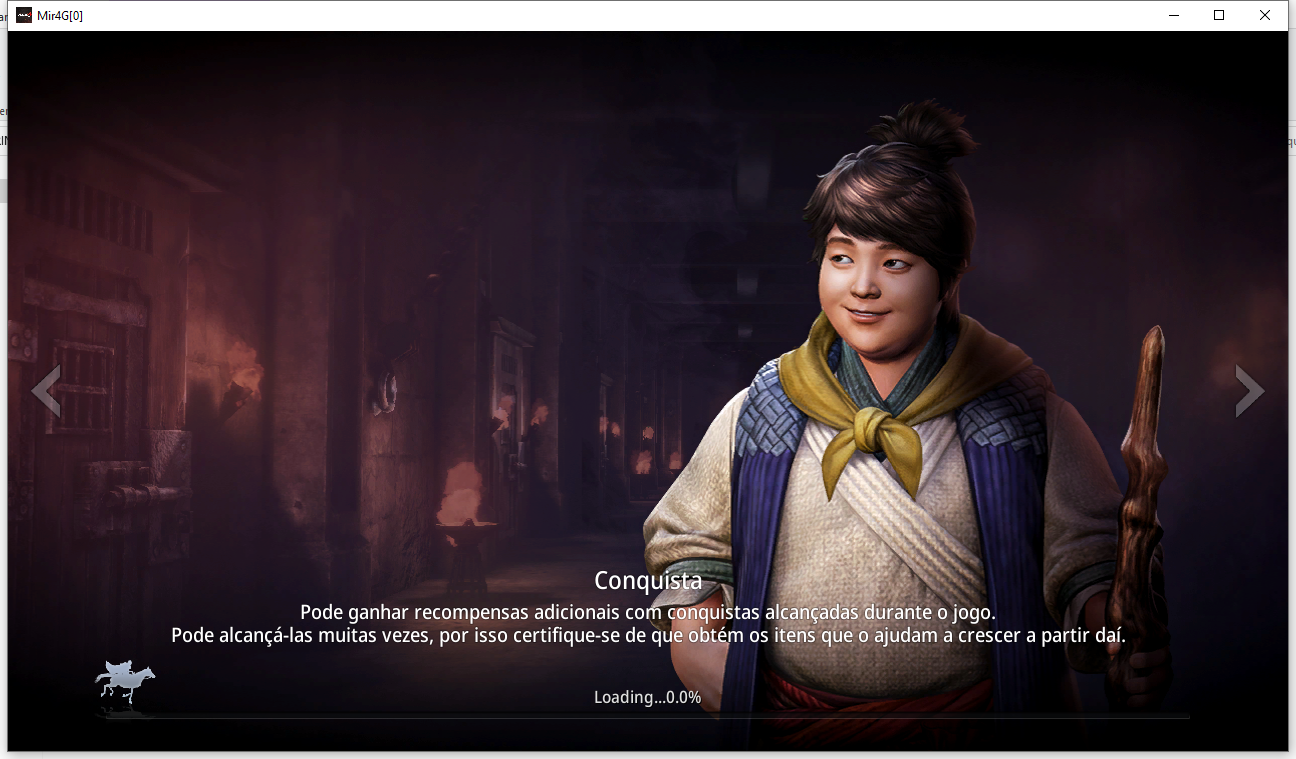 Mir4G[0]
Conquista
Pode ganhar recompensas adicionais com conquistas alcançadas durante o jogo.
Pode alcançá-las muitas vezes, por isso certifique-se de que obtém os itens que o ajudam a crescer a partir daí.
Loading...0.0%